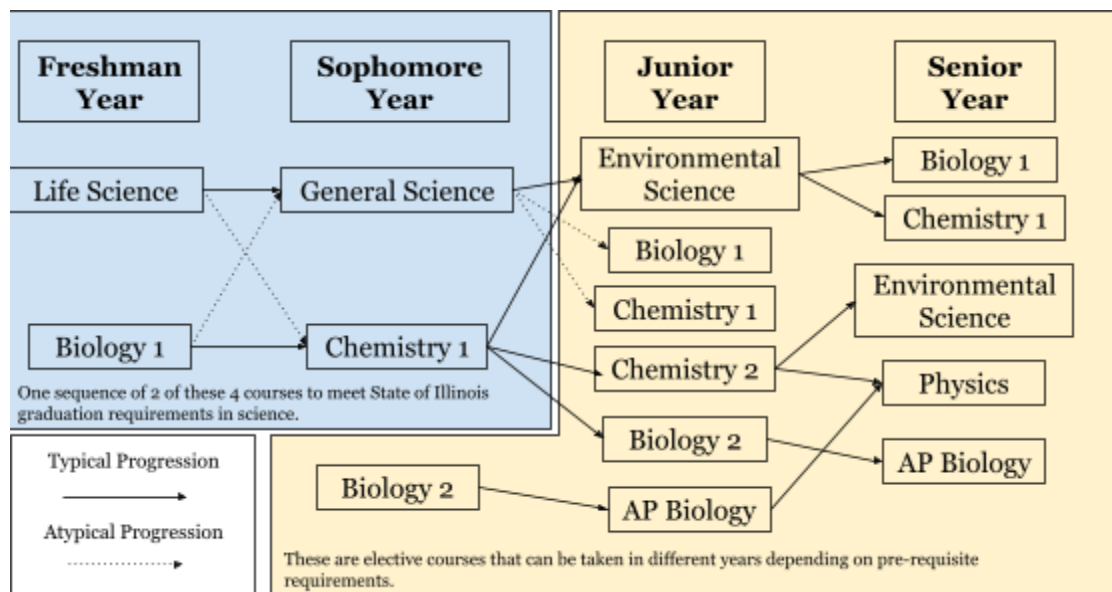 Freshman
Year
Sophomore
Year
Junior
Year
Senior
Year
Life Science
General Science
Environmental
Science
Biology 1
Chemistry 1
Biology 1
Chemistry 1
Environmental
Science
Biology 1
Chemistry 1
Chemistry 2
Physics
One sequence of 2 of these 4 courses to meet State of Illinois
graduation requirements in science.
Biology 2
AP Biology
Typical Progression
Atypical Progression
Biology 2
AP Biology
These are elective courses that can be taken in different years depending on pre-requisite
requirements.